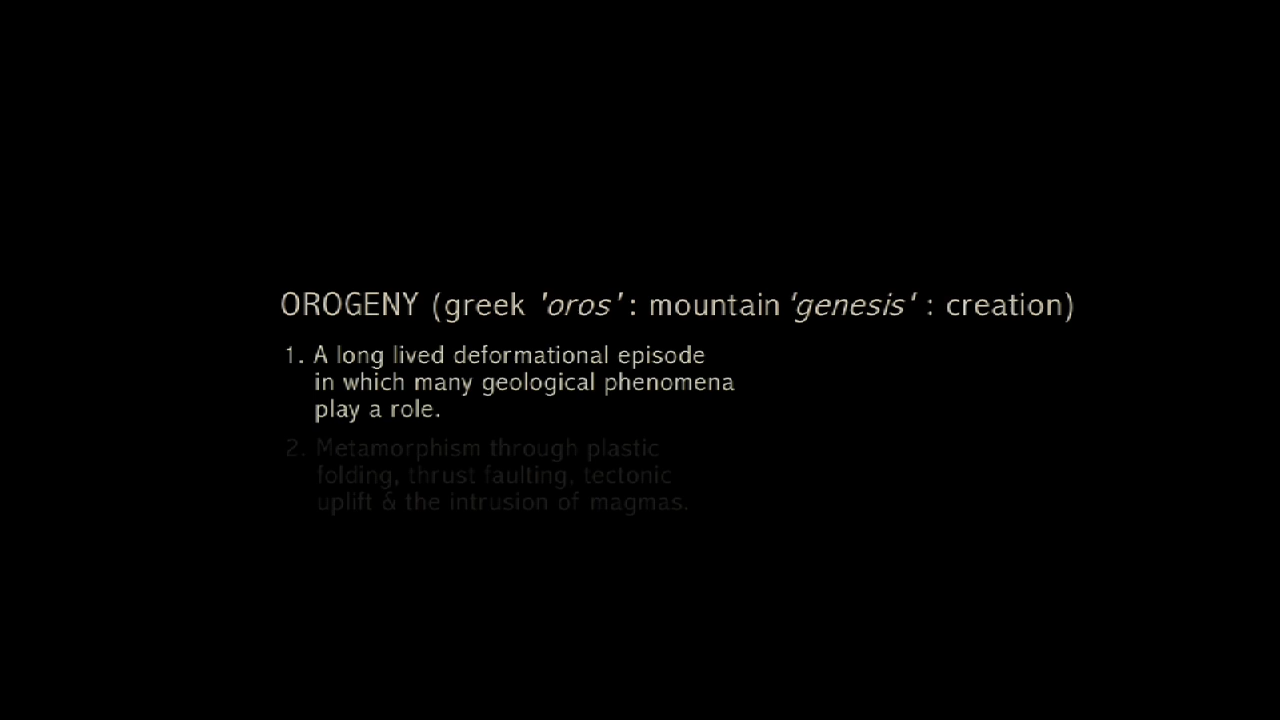 OROGENY (greek 'oros' : mountain 'genesis' : creation)
1. A long lived deformational episode
in which many geological phenomena
play a role.
2. Metamorphism through plastic
folding, thrust faulting, tectonic
uplift & the intrusion of magmas.